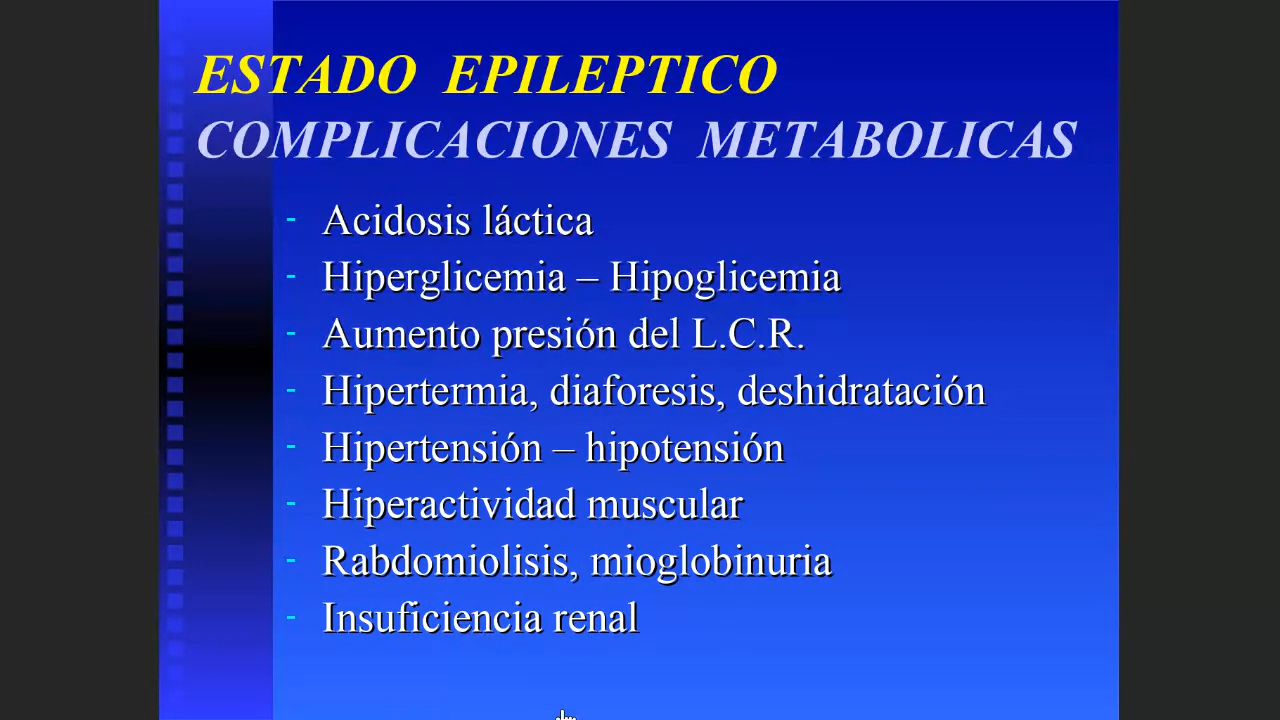 ESTADO EPILEPTICO
COMPLICACIONES METABOLICAS
- Acidosis láctica
- Hiperglicemia – Hipoglicemia
- Aumento presión del L.C.R.
- Hipertermia, diaforesis, deshidratación
- Hipertensión – hipotensión
- Hiperactividad muscular
- Rabdomiolisis, mioglobinuria
- Insuficiencia renal